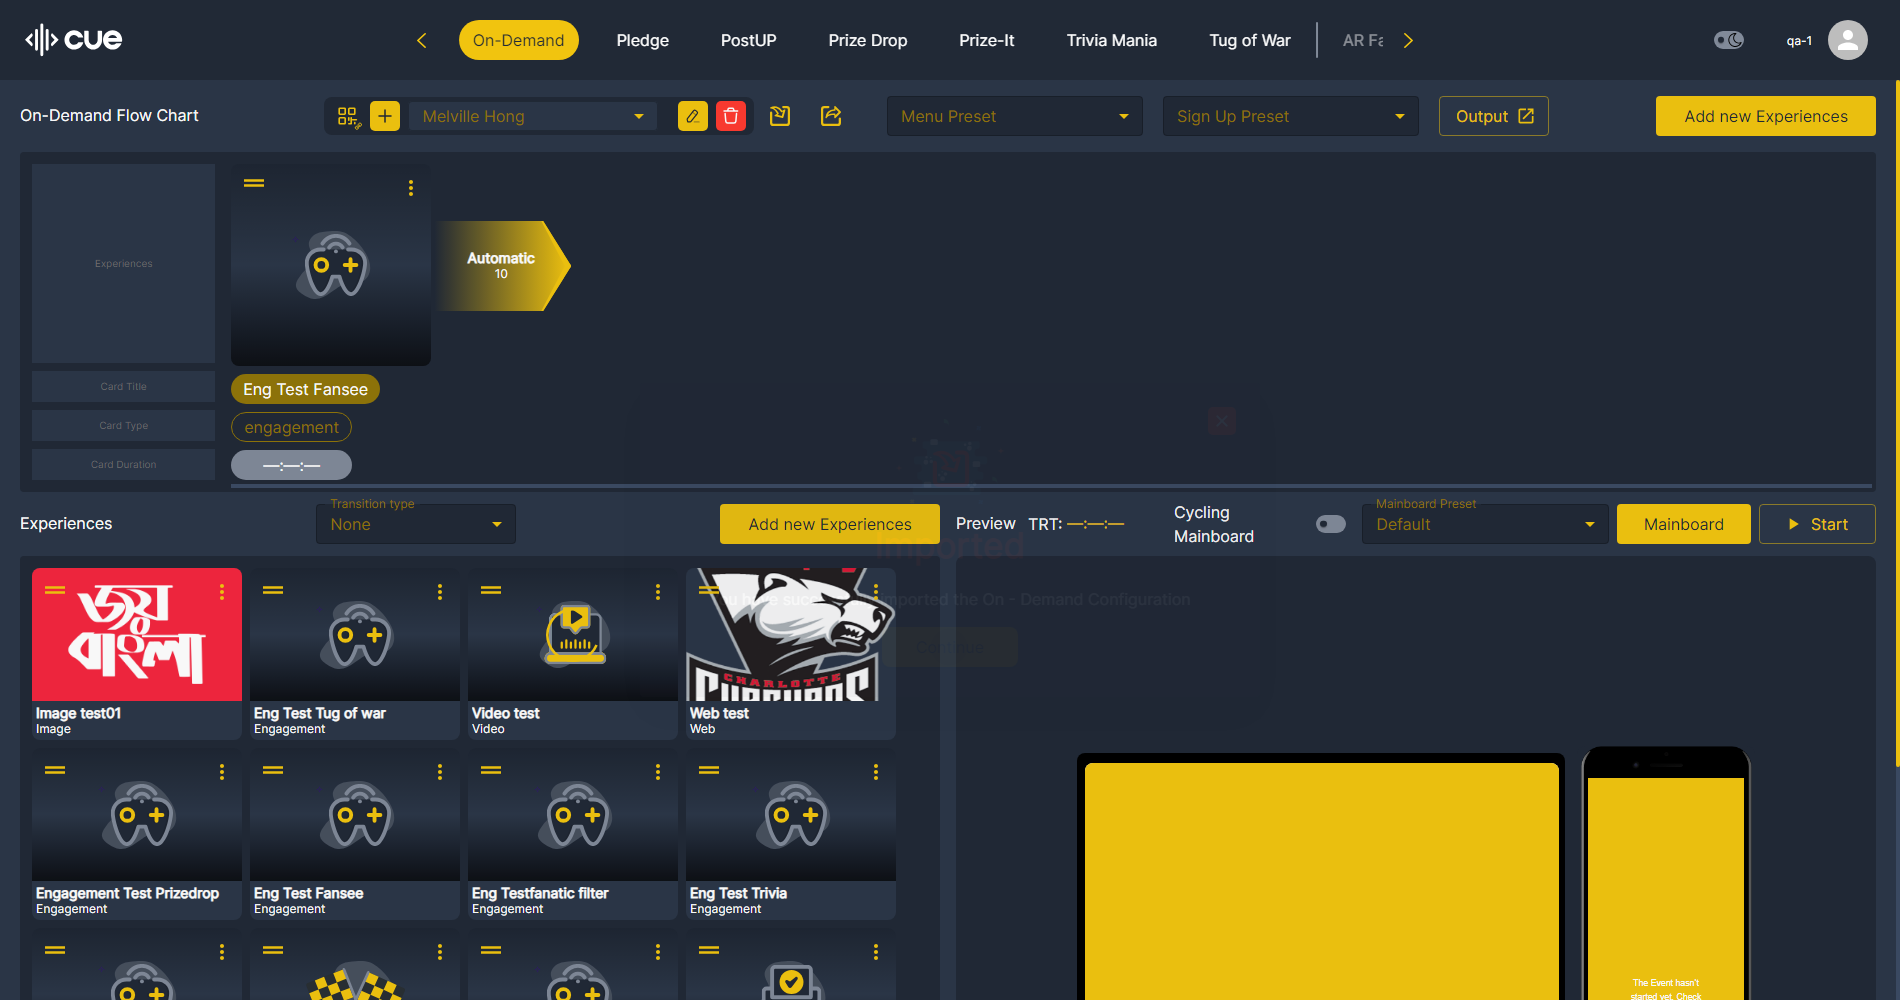 cue
On-Demand
Pledge
PostUP
Prize Drop
Prize-It
Trivia Mania
Tug of War
AR Fa
qa-1
On-Demand Flow Chart
Melville Hong
Menu Preset
Sign Up Preset
Output
Add new Experiences
Experiences
Automatic
10
Card Title
Eng Test Fansee
Card Type
engagement
Card Duration
—:—:—
Experiences
Transition type
None
Add new Experiences
Preview
TRT: —:—:—
Cycling
Mainboard
Mainboard Preset
Default
Mainboard
Start
Imported
imported the On - Demand Configuration
Continue
জয়
বাংলা
Image test01
Image
Eng Test Tug of war
Engagement
Video test
Video
CHARLOTTE
Web test
Web
Engagement Test Prizedrop
Engagement
Eng Test Fansee
Engagement
Eng Testfanatic filter
Engagement
Eng Test Trivia
Engagement
The Event hasn't
started yet. Check